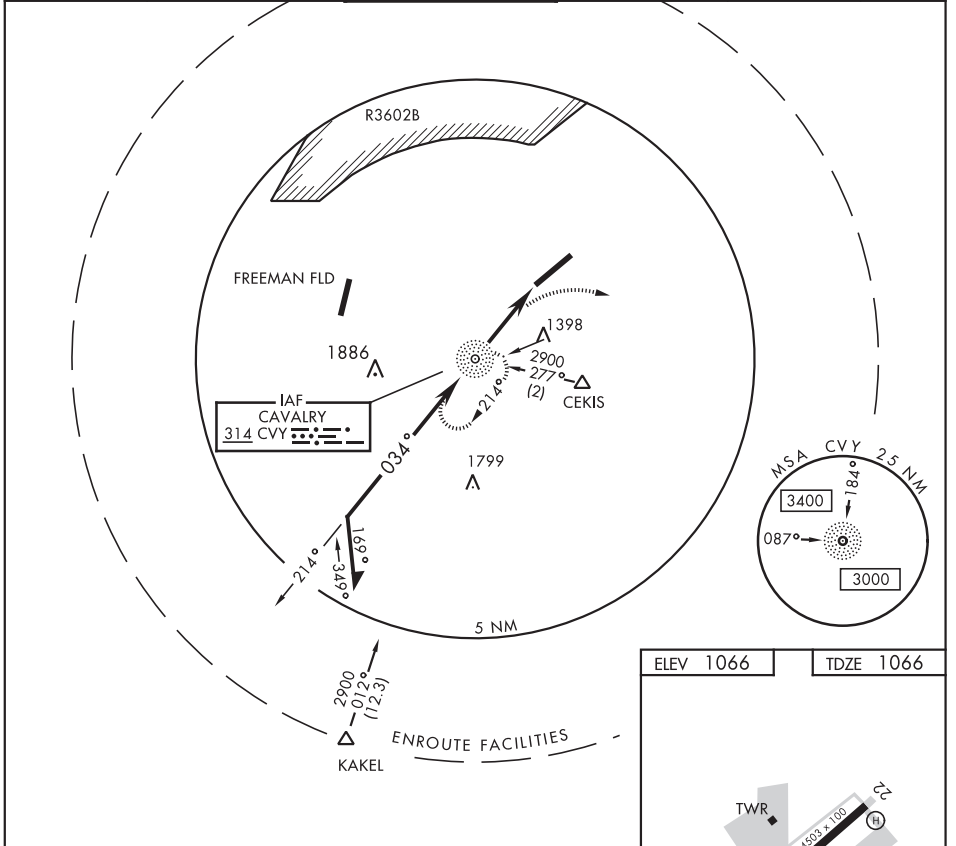 R3602B
FREEMAN FLD
1398
1886
2900
277°
(2)
CEKIS
214°
IAF
CAVALRY
314 CVY
034°
1799
MSA CVY 25 NM
3400
184°
087°
3000
169°
349°
214°
5 NM
2900
012°
(12.3)
KAKEL
ENROUTE FACILITIES
ELEV 1066
TDZE 1066
TWR
4503 x 100
22
H